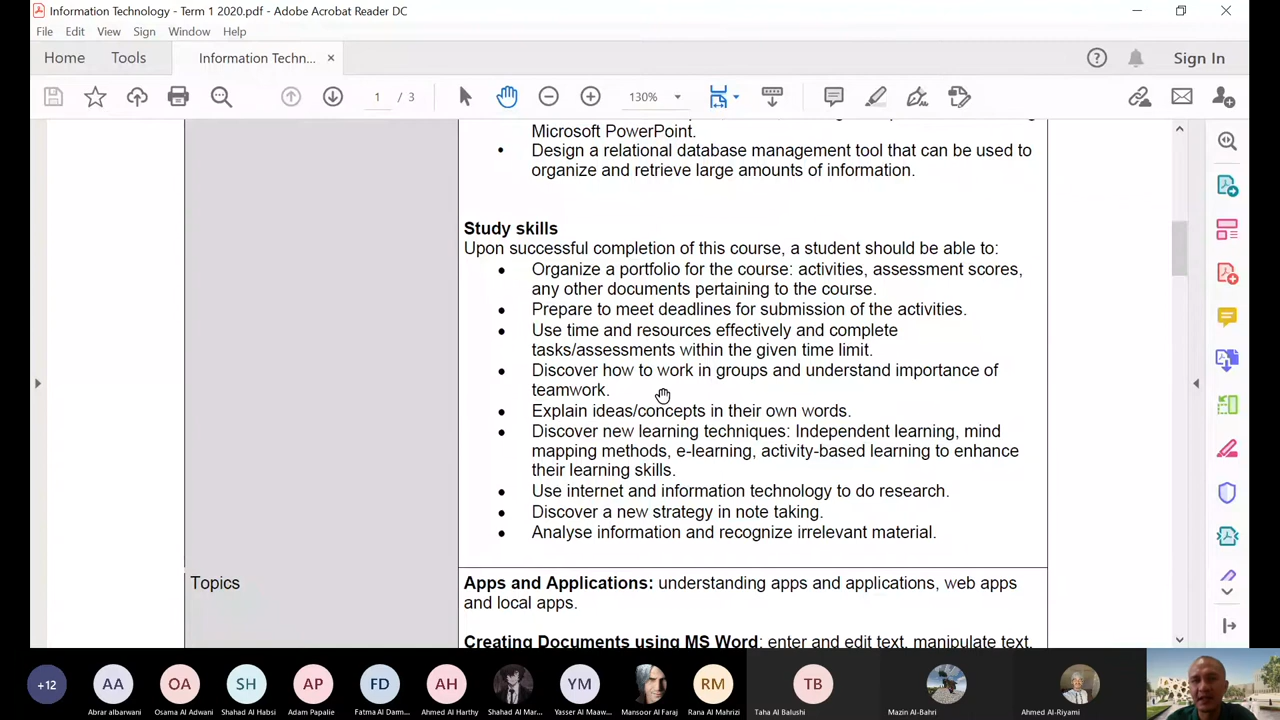 Information Technology - Term 1 2020.pdf - Adobe Acrobat Reader DC
File Edit View Sign Window Help
Home Tools Information Techn... × Sign In
1 / 3 130%
Microsoft PowerPoint.
• Design a relational database management tool that can be used to
organize and retrieve large amounts of information.
Study skills
Upon successful completion of this course, a student should be able to:
• Organize a portfolio for the course: activities, assessment scores,
any other documents pertaining to the course.
• Prepare to meet deadlines for submission of the activities.
• Use time and resources effectively and complete
tasks/assessments within the given time limit.
• Discover how to work in groups and understand importance of
teamwork.
• Explain ideas/concepts in their own words.
• Discover new learning techniques: Independent learning, mind
mapping methods, e-learning, activity-based learning to enhance
their learning skills.
• Use internet and information technology to do research.
• Discover a new strategy in note taking.
• Analyse information and recognize irrelevant material.
Topics
Apps and Applications: understanding apps and applications, web apps
and local apps.
Creating Documents using MS Word: enter and edit text, manipulate text,
+12 AA OA SH AP FD AH YM RM TB
Abrar albarwani Osama Al Adwani Shahad Al Habsi Adam Papalie Fatma Al Darm... Ahmed Al Harthy Shahad Al Mar... Yasser Al Maaw... Mansoor Al Faraj Rana Al Mahrizi Taha Al Balushi Mazin Al-Bahri Ahmed Al-Riyami